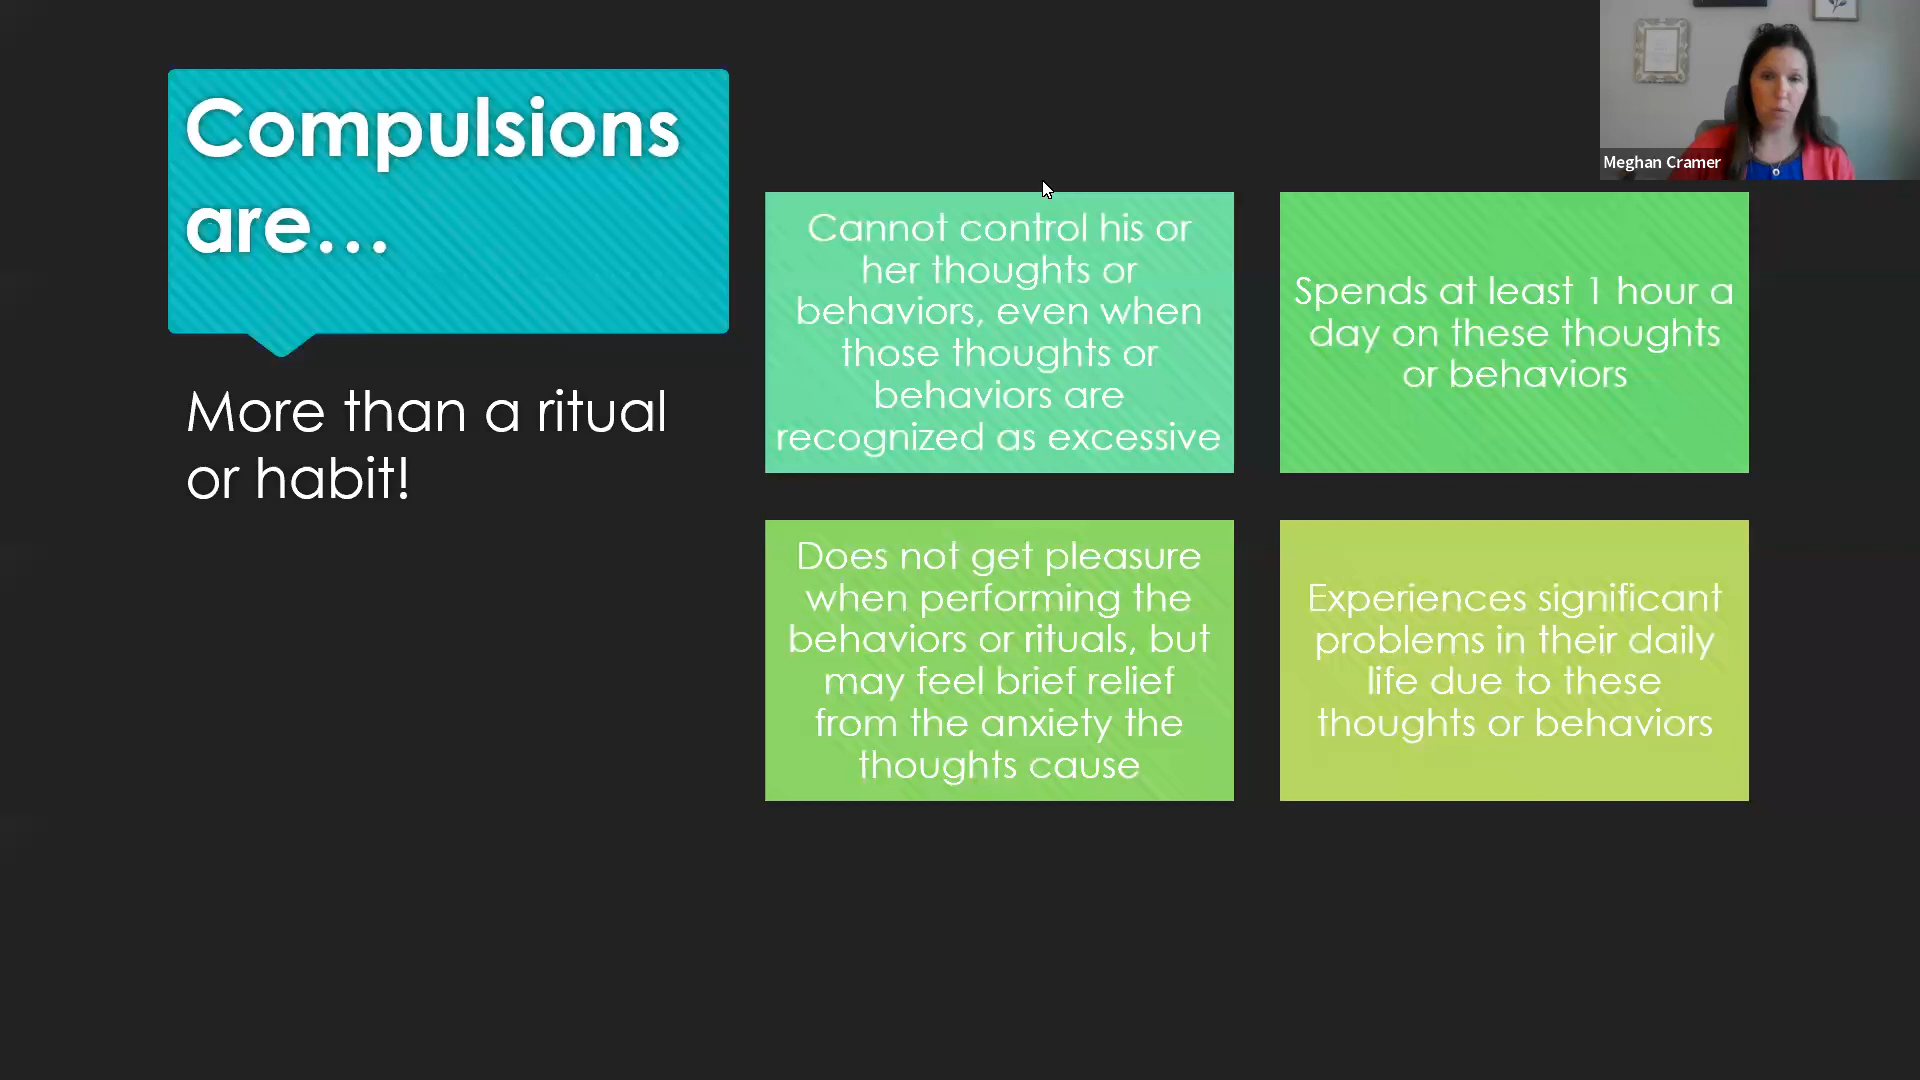 Compulsions
are...
More than a ritual
or habit!
Cannot control his or
her thoughts or
behaviors, even when
those thoughts or
behaviors are
recognized as excessive
Spends at least 1 hour a
day on these thoughts
or behaviors
Does not get pleasure
when performing the
behaviors or rituals, but
may feel brief relief
from the anxiety the
thoughts cause
Experiences significant
problems in their daily
life due to these
thoughts or behaviors
Meghan Cramer